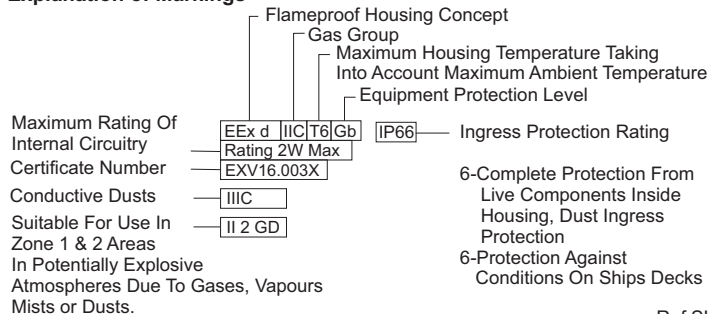 Flameproof Housing Concept
Gas Group
Maximum Housing Temperature Taking
Into Account Maximum Ambient Temperature
Equipment Protection Level
Maximum Rating Of
Internal Circuitry
EEx d IIC T6 Gb IP66 Ingress Protection Rating
Rating 2W Max
Certificate Number EXV16.003X
Conductive Dusts IIIC
Suitable For Use In II 2 GD
Zone 1 & 2 Areas
In Potentially Explosive
Atmospheres Due To Gases, Vapours
Mists or Dusts.
6-Complete Protection From
Live Components Inside
Housing, Dust Ingress
Protection
6-Protection Against
Conditions On Ships Decks